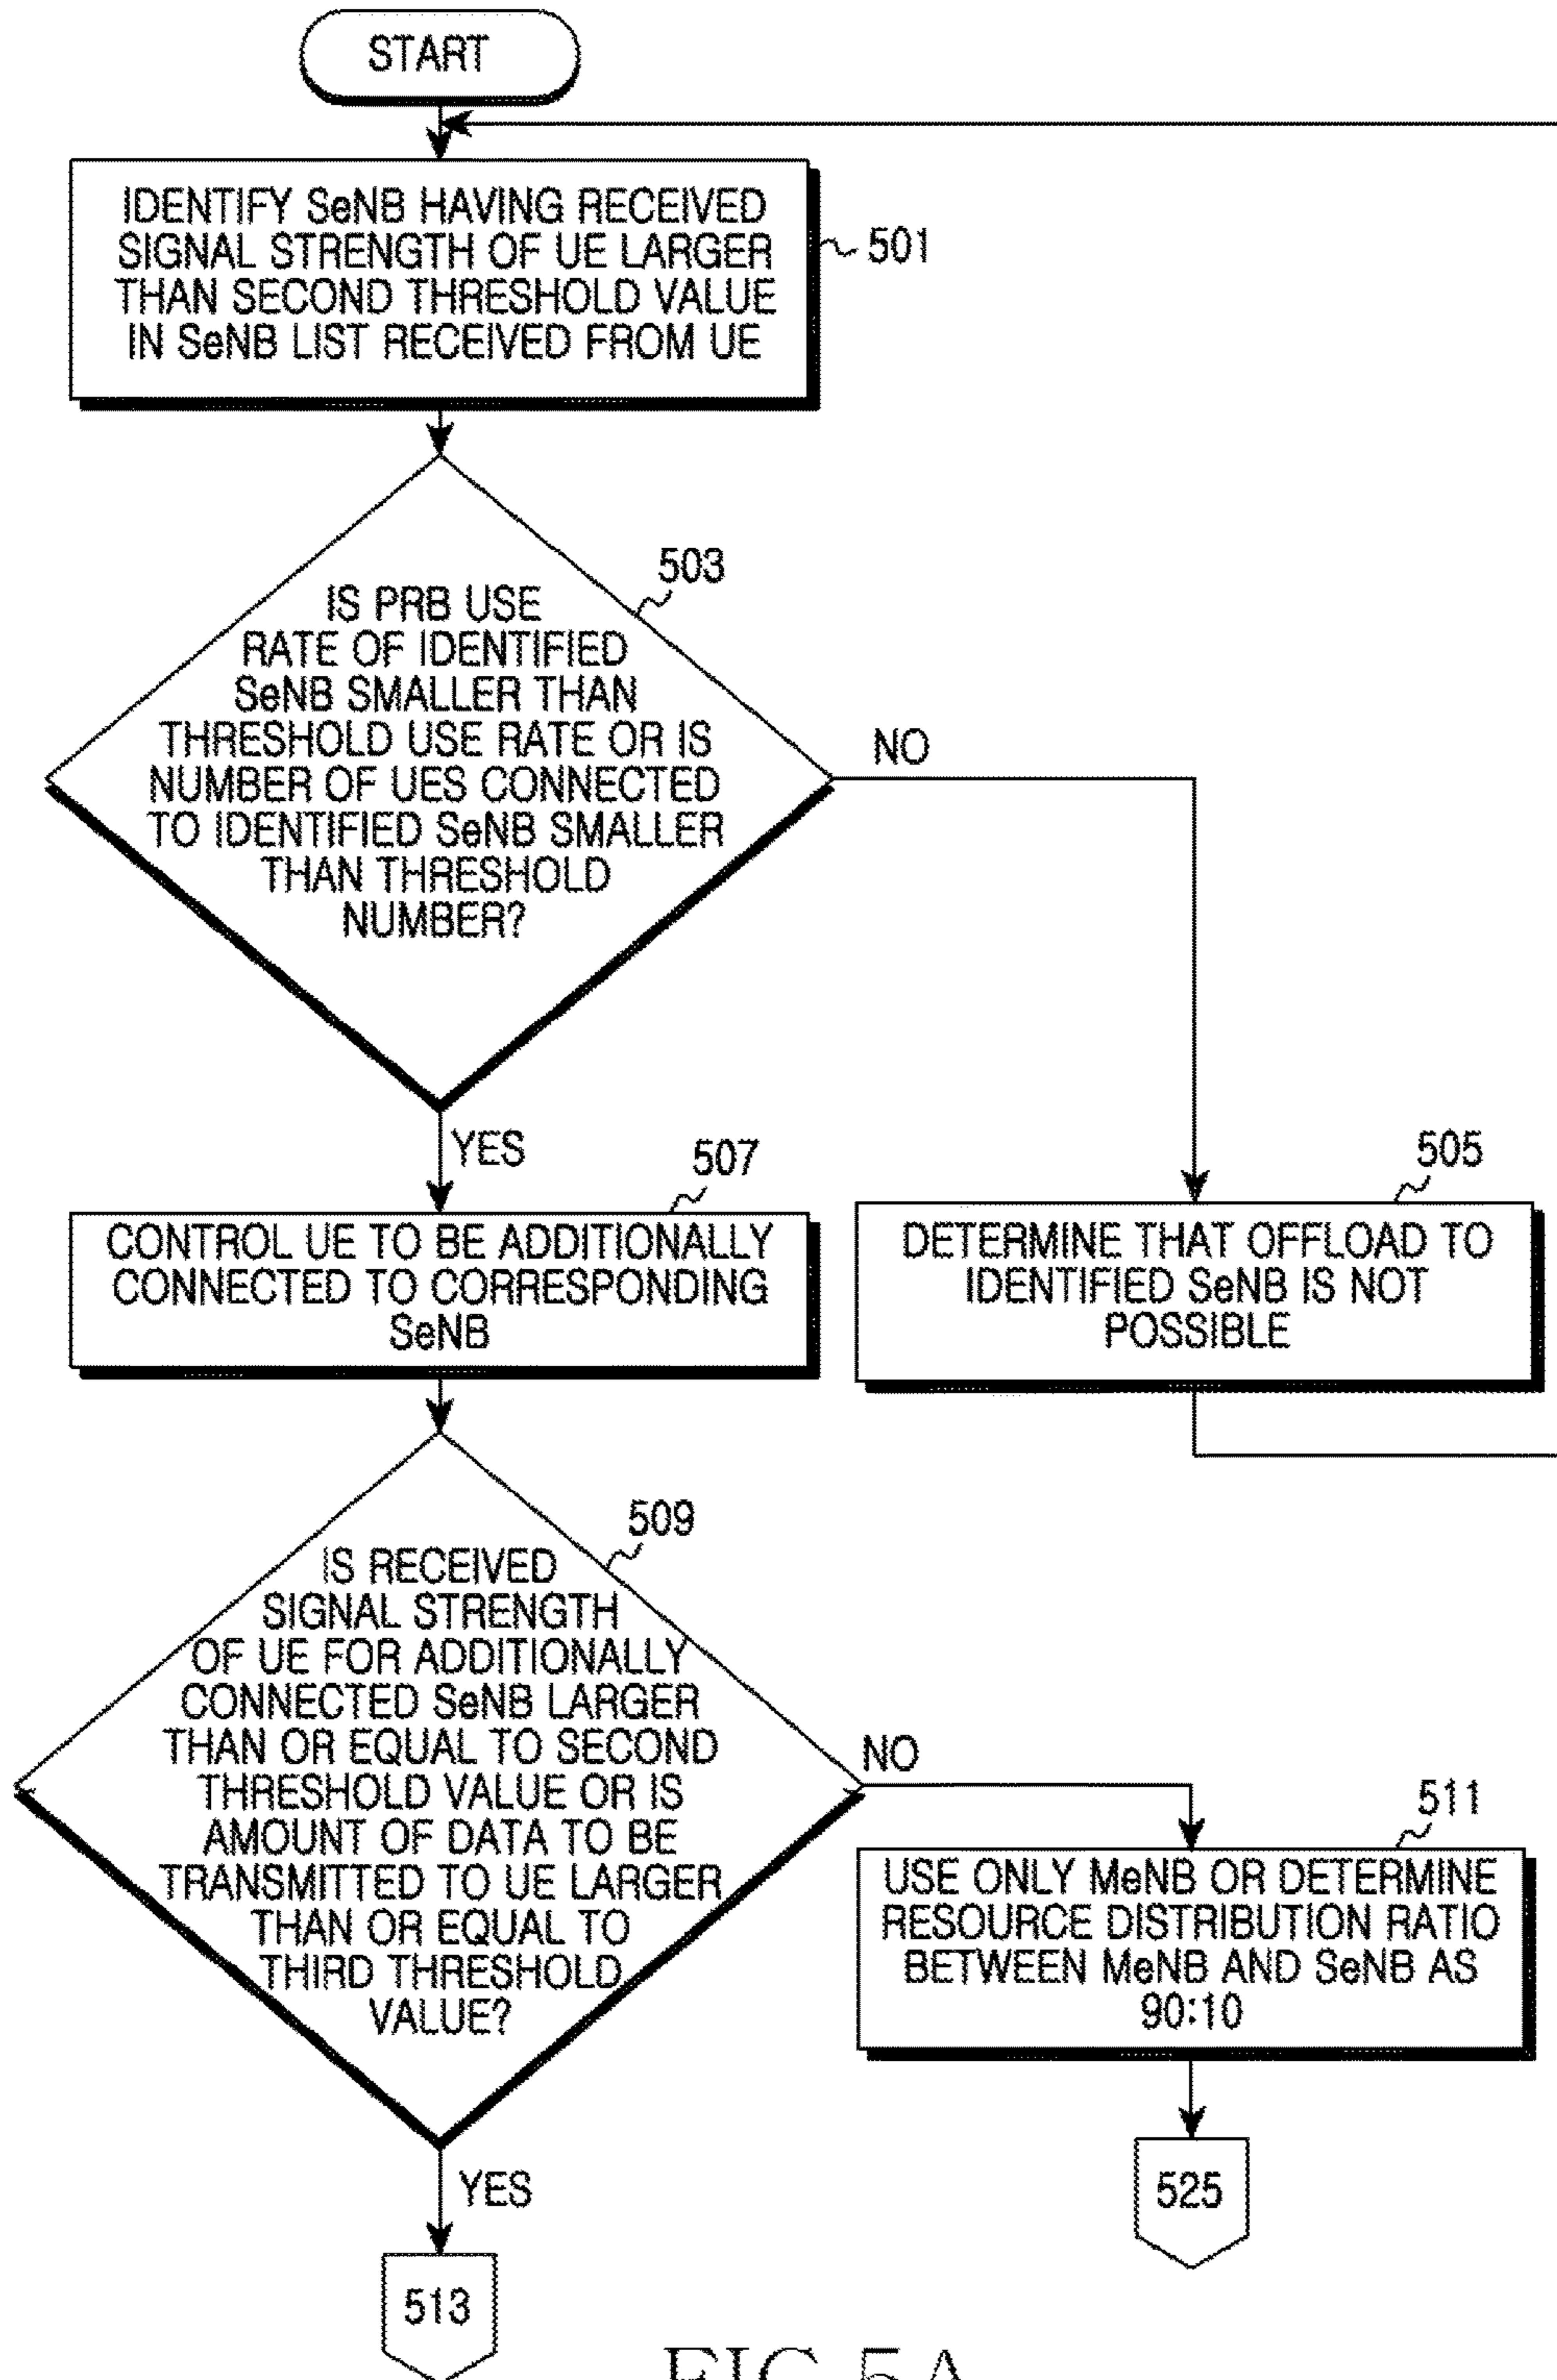 START
IDENTIFY SeNB HAVING RECEIVED
SIGNAL STRENGTH OF UE LARGER
THAN SECOND THRESHOLD VALUE
IN SeNB LIST RECEIVED FROM UE
501
503
IS PRB USE
RATE OF IDENTIFIED
SeNB SMALLER THAN
THRESHOLD USE RATE OR IS
NUMBER OF UES CONNECTED
TO IDENTIFIED SeNB SMALLER
THAN THRESHOLD
NUMBER?
NO
YES
507
CONTROL UE TO BE ADDITIONALLY
CONNECTED TO CORRESPONDING
SeNB
505
DETERMINE THAT OFFLOAD TO
IDENTIFIED SeNB IS NOT
POSSIBLE
509
IS RECEIVED
SIGNAL STRENGTH
OF UE FOR ADDITIONALLY
CONNECTED SeNB LARGER
THAN OR EQUAL TO SECOND
THRESHOLD VALUE OR IS
AMOUNT OF DATA TO BE
TRANSMITTED TO UE LARGER
THAN OR EQUAL TO
THIRD THRESHOLD
VALUE?
NO
511
USE ONLY MeNB OR DETERMINE
RESOURCE DISTRIBUTION RATIO
BETWEEN MeNB AND SeNB AS
90:10
525
YES
513
FIG.5A